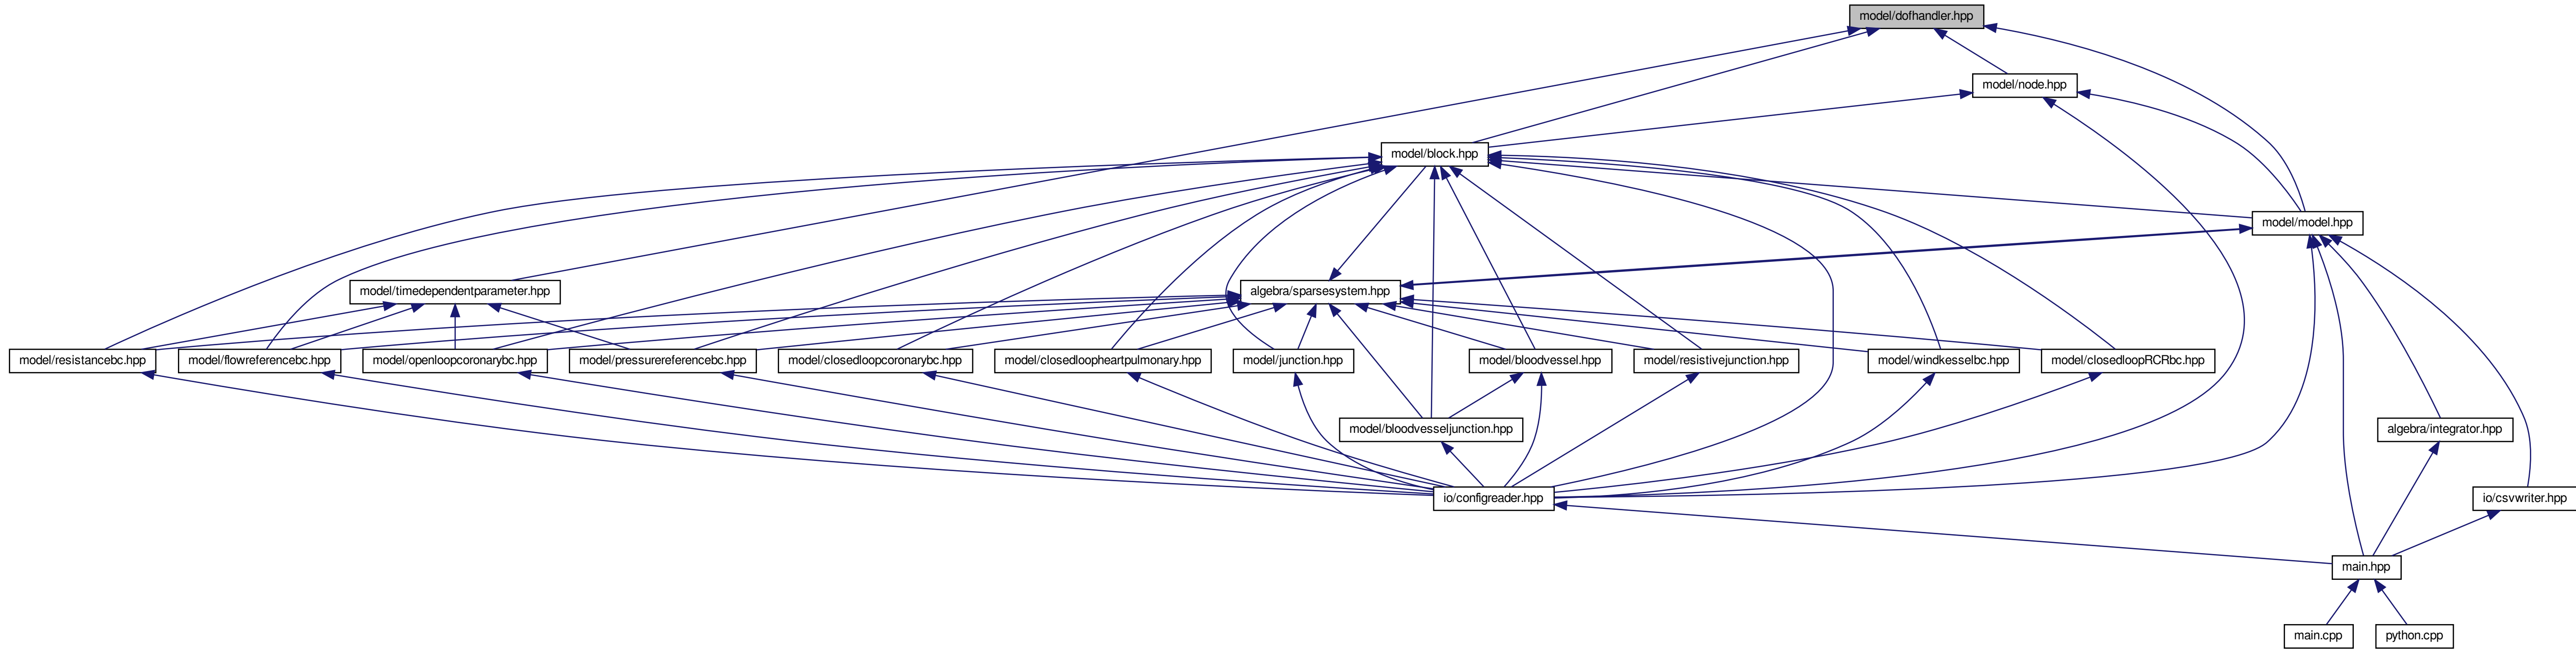 model/dofhandler.hpp
model/node.hpp
model/block.hpp
model/model.hpp
model/timedependentparameter.hpp
algebra/sparsesystem.hpp
model/resistancebc.hpp
model/flowreferencebc.hpp
model/openloopcoronarybc.hpp
model/pressurereferencebc.hpp
model/closedloopcoronarybc.hpp
model/closedloopheartpulmonary.hpp
model/junction.hpp
model/bloodvessel.hpp
model/resistivejunction.hpp
model/windkesselbc.hpp
model/closedloopRCRbc.hpp
model/bloodvesseljunction.hpp
algebra/integrator.hpp
io/configreader.hpp
io/csvwriter.hpp
main.hpp
main.cpp
python.cpp